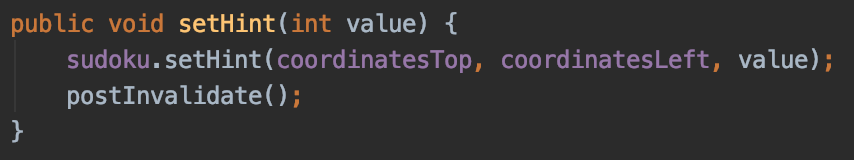 public void setHint(int value) {
    sudoku.setHint(coordinatesTop, coordinatesLeft, value);
    postInvalidate();
}